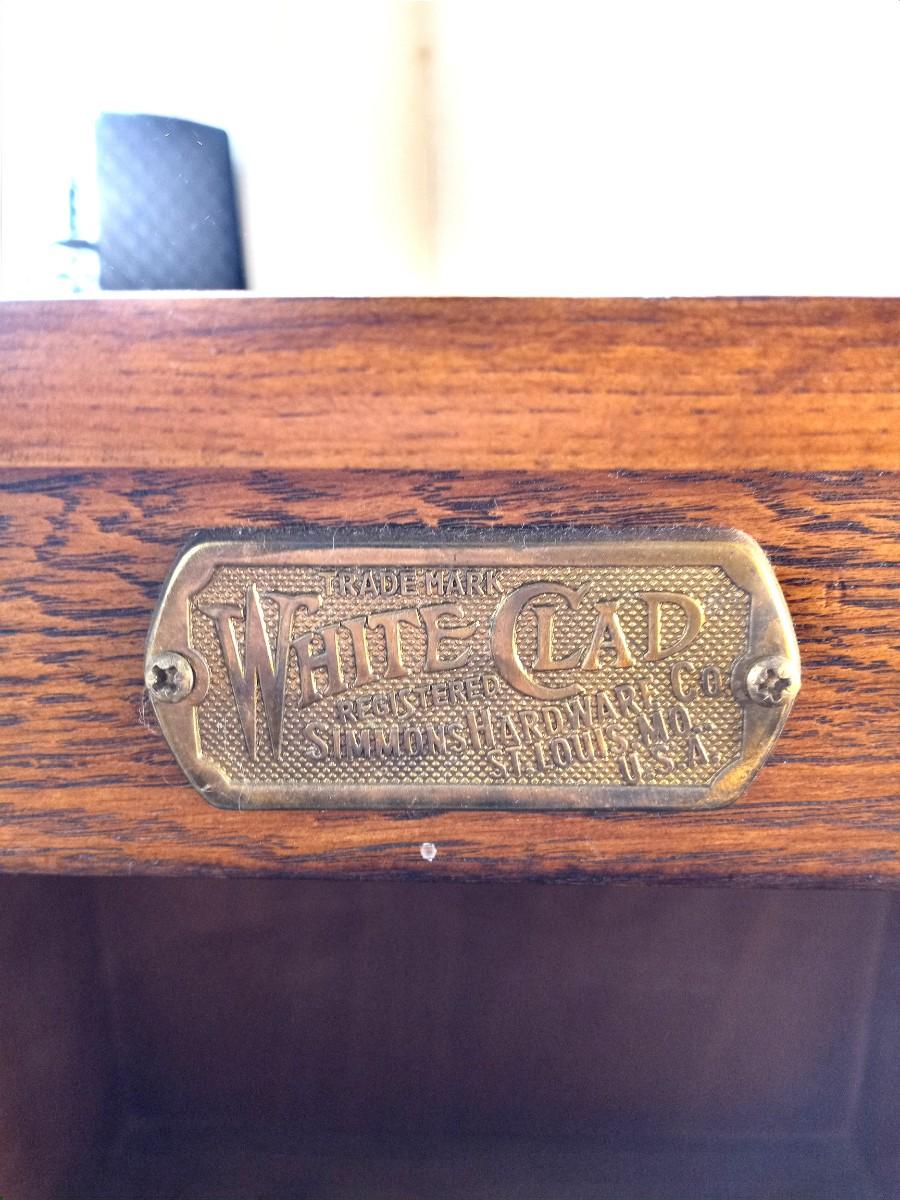 TRADE MARK
WHITE CLAD
REGISTERED.
SIMMONS HARDWARE CO.
ST. LOUIS, MO.,
U.S.A.